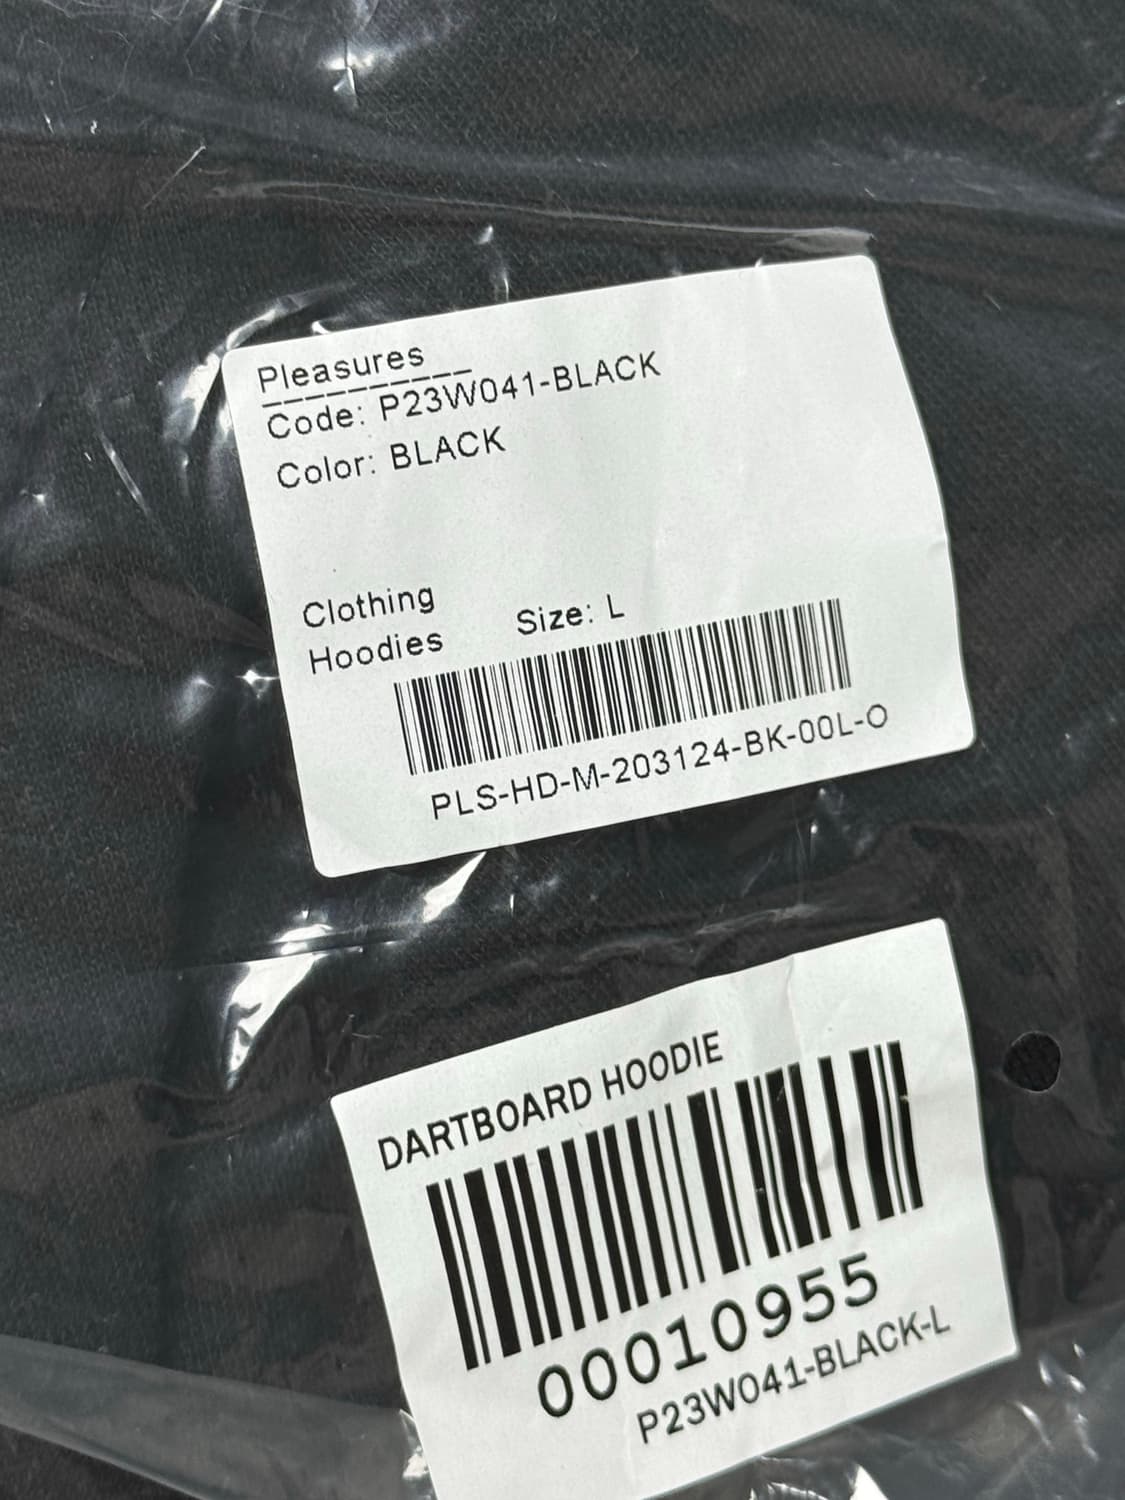 Pleasures
-----------
Code: P23W041-BLACK
Color: BLACK
Clothing
Hoodies
Size: L
PLS-HD-M-203124-BK-00L-O
DARTBOARD HOODIE
00010955
P23W041-BLACK-L